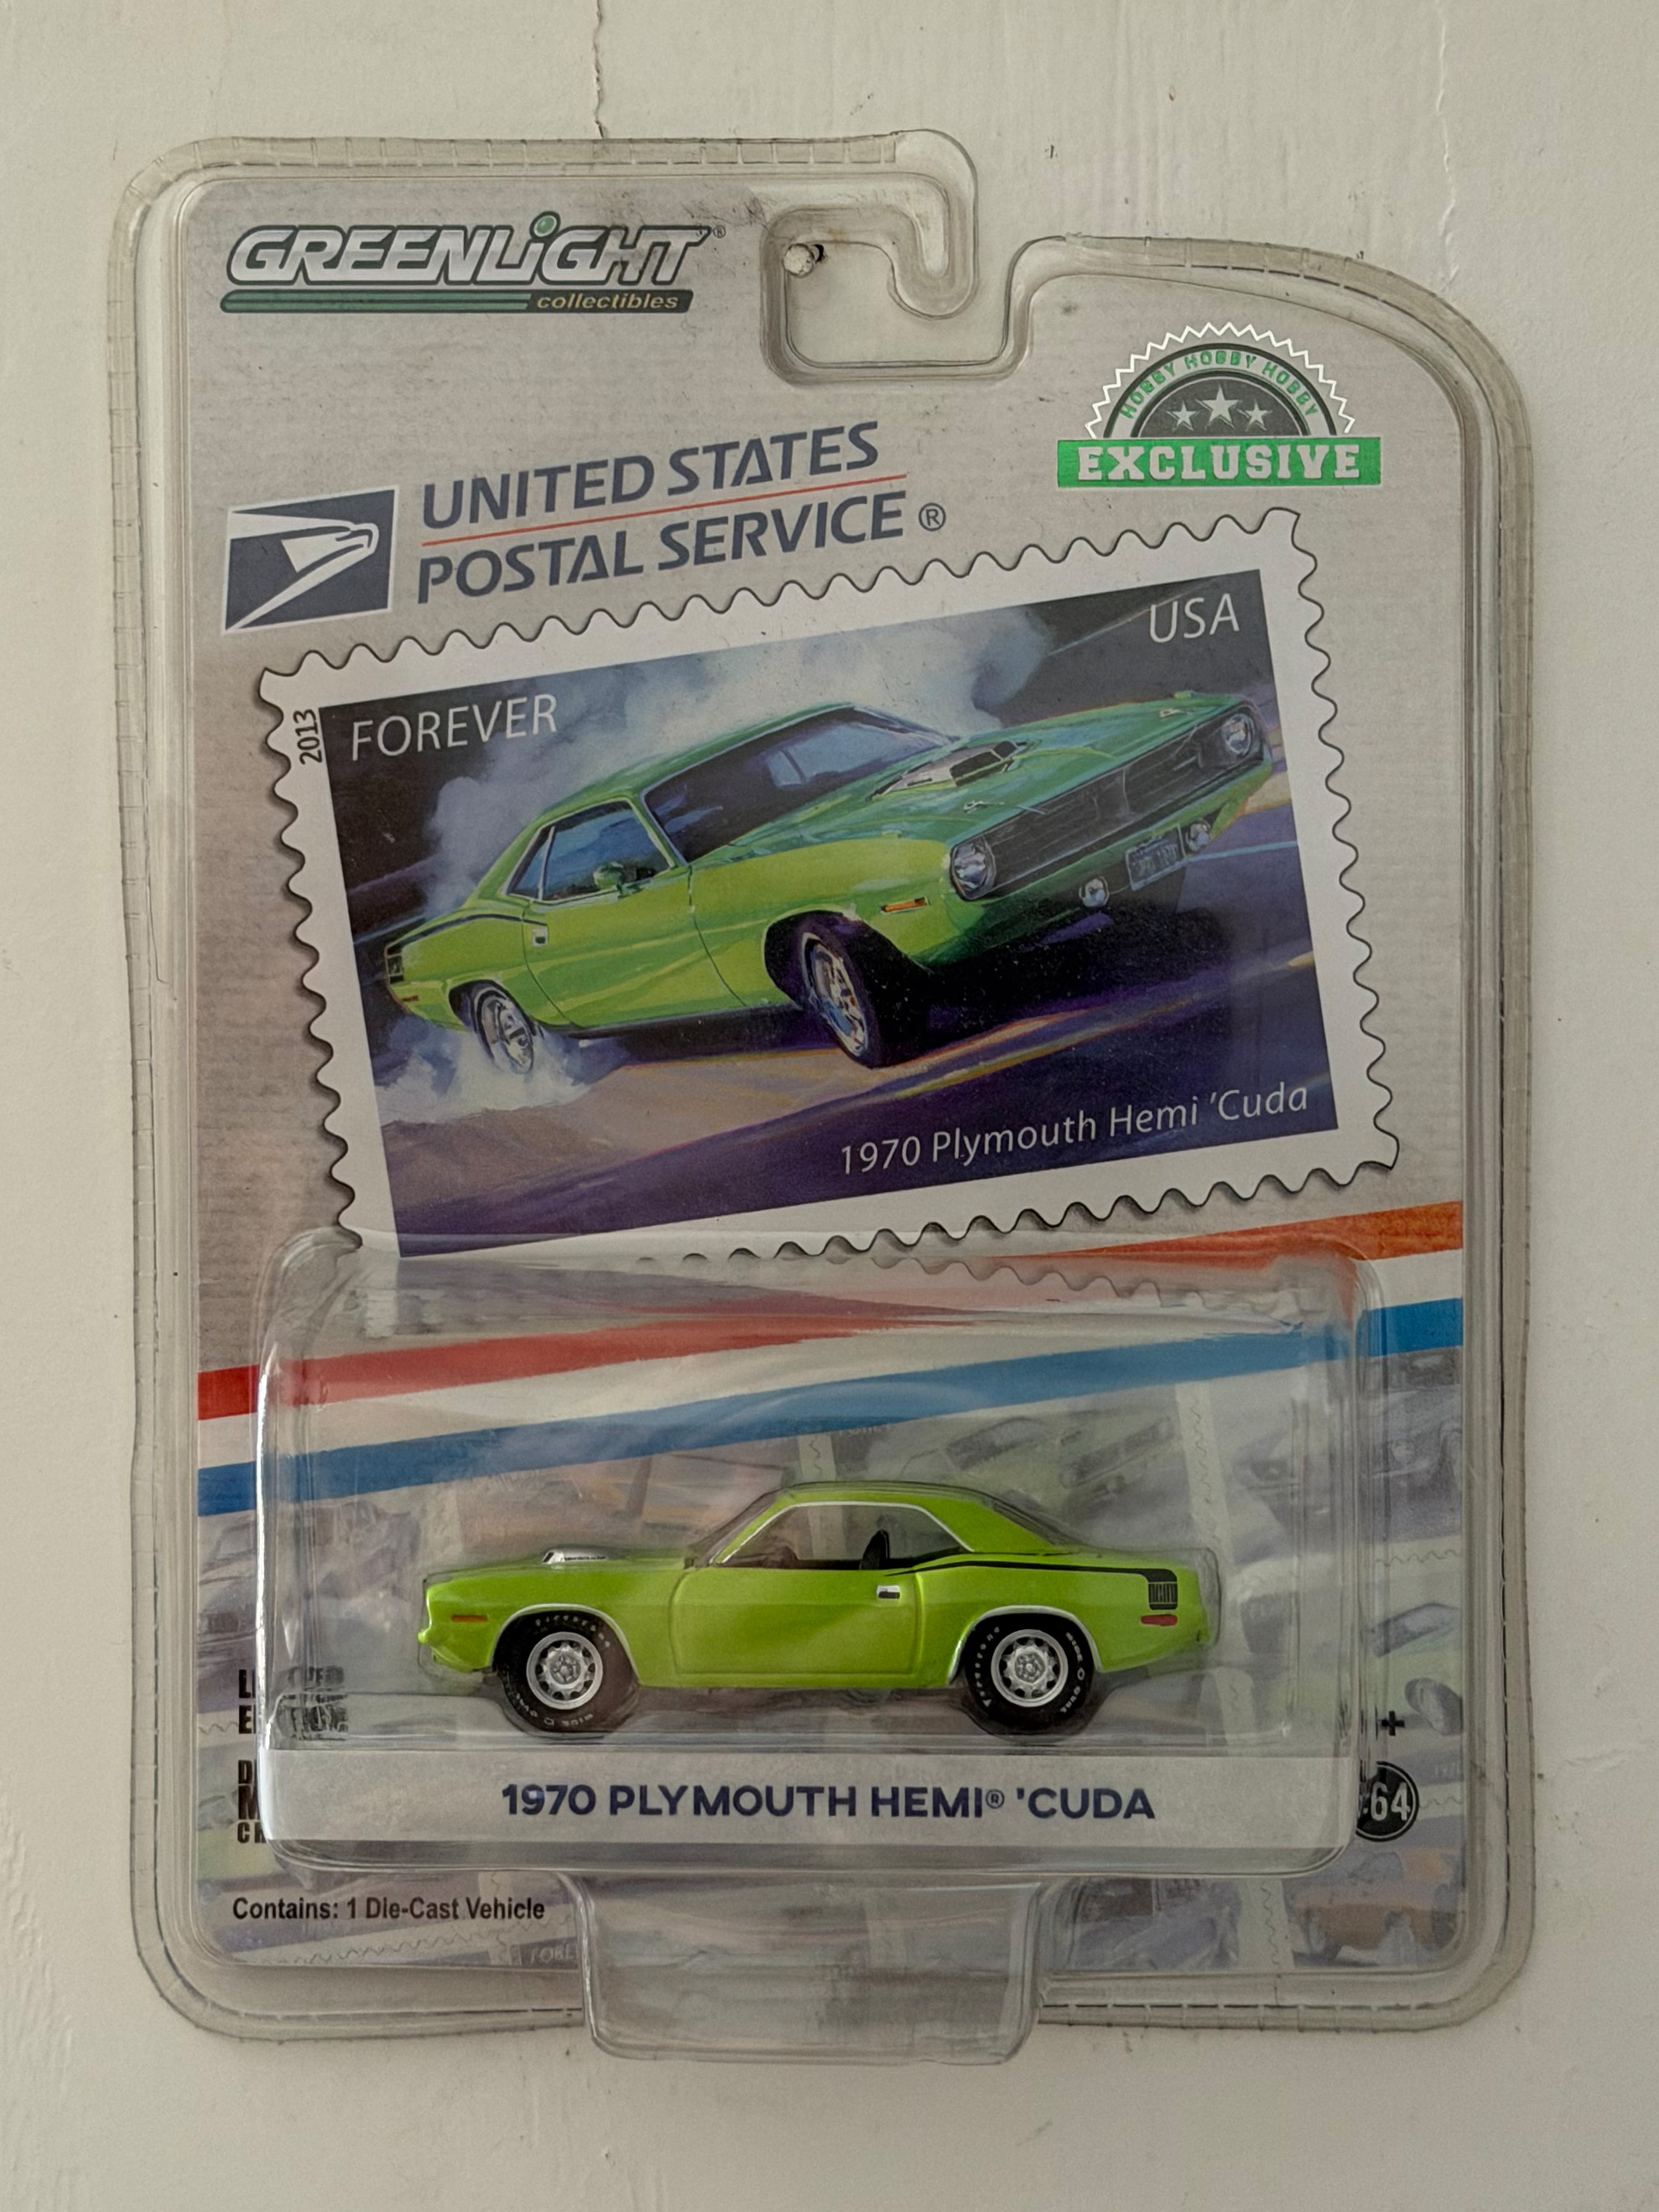 GREENLIGHT®
collectibles
HOBBY HOBBY HOBBY
EXCLUSIVE
UNITED STATES
POSTAL SERVICE®
2013
FOREVER
USA
1970 Plymouth Hemi 'Cuda
1970 PLYMOUTH HEMI® 'CUDA
64
Contains: 1 Die-Cast Vehicle